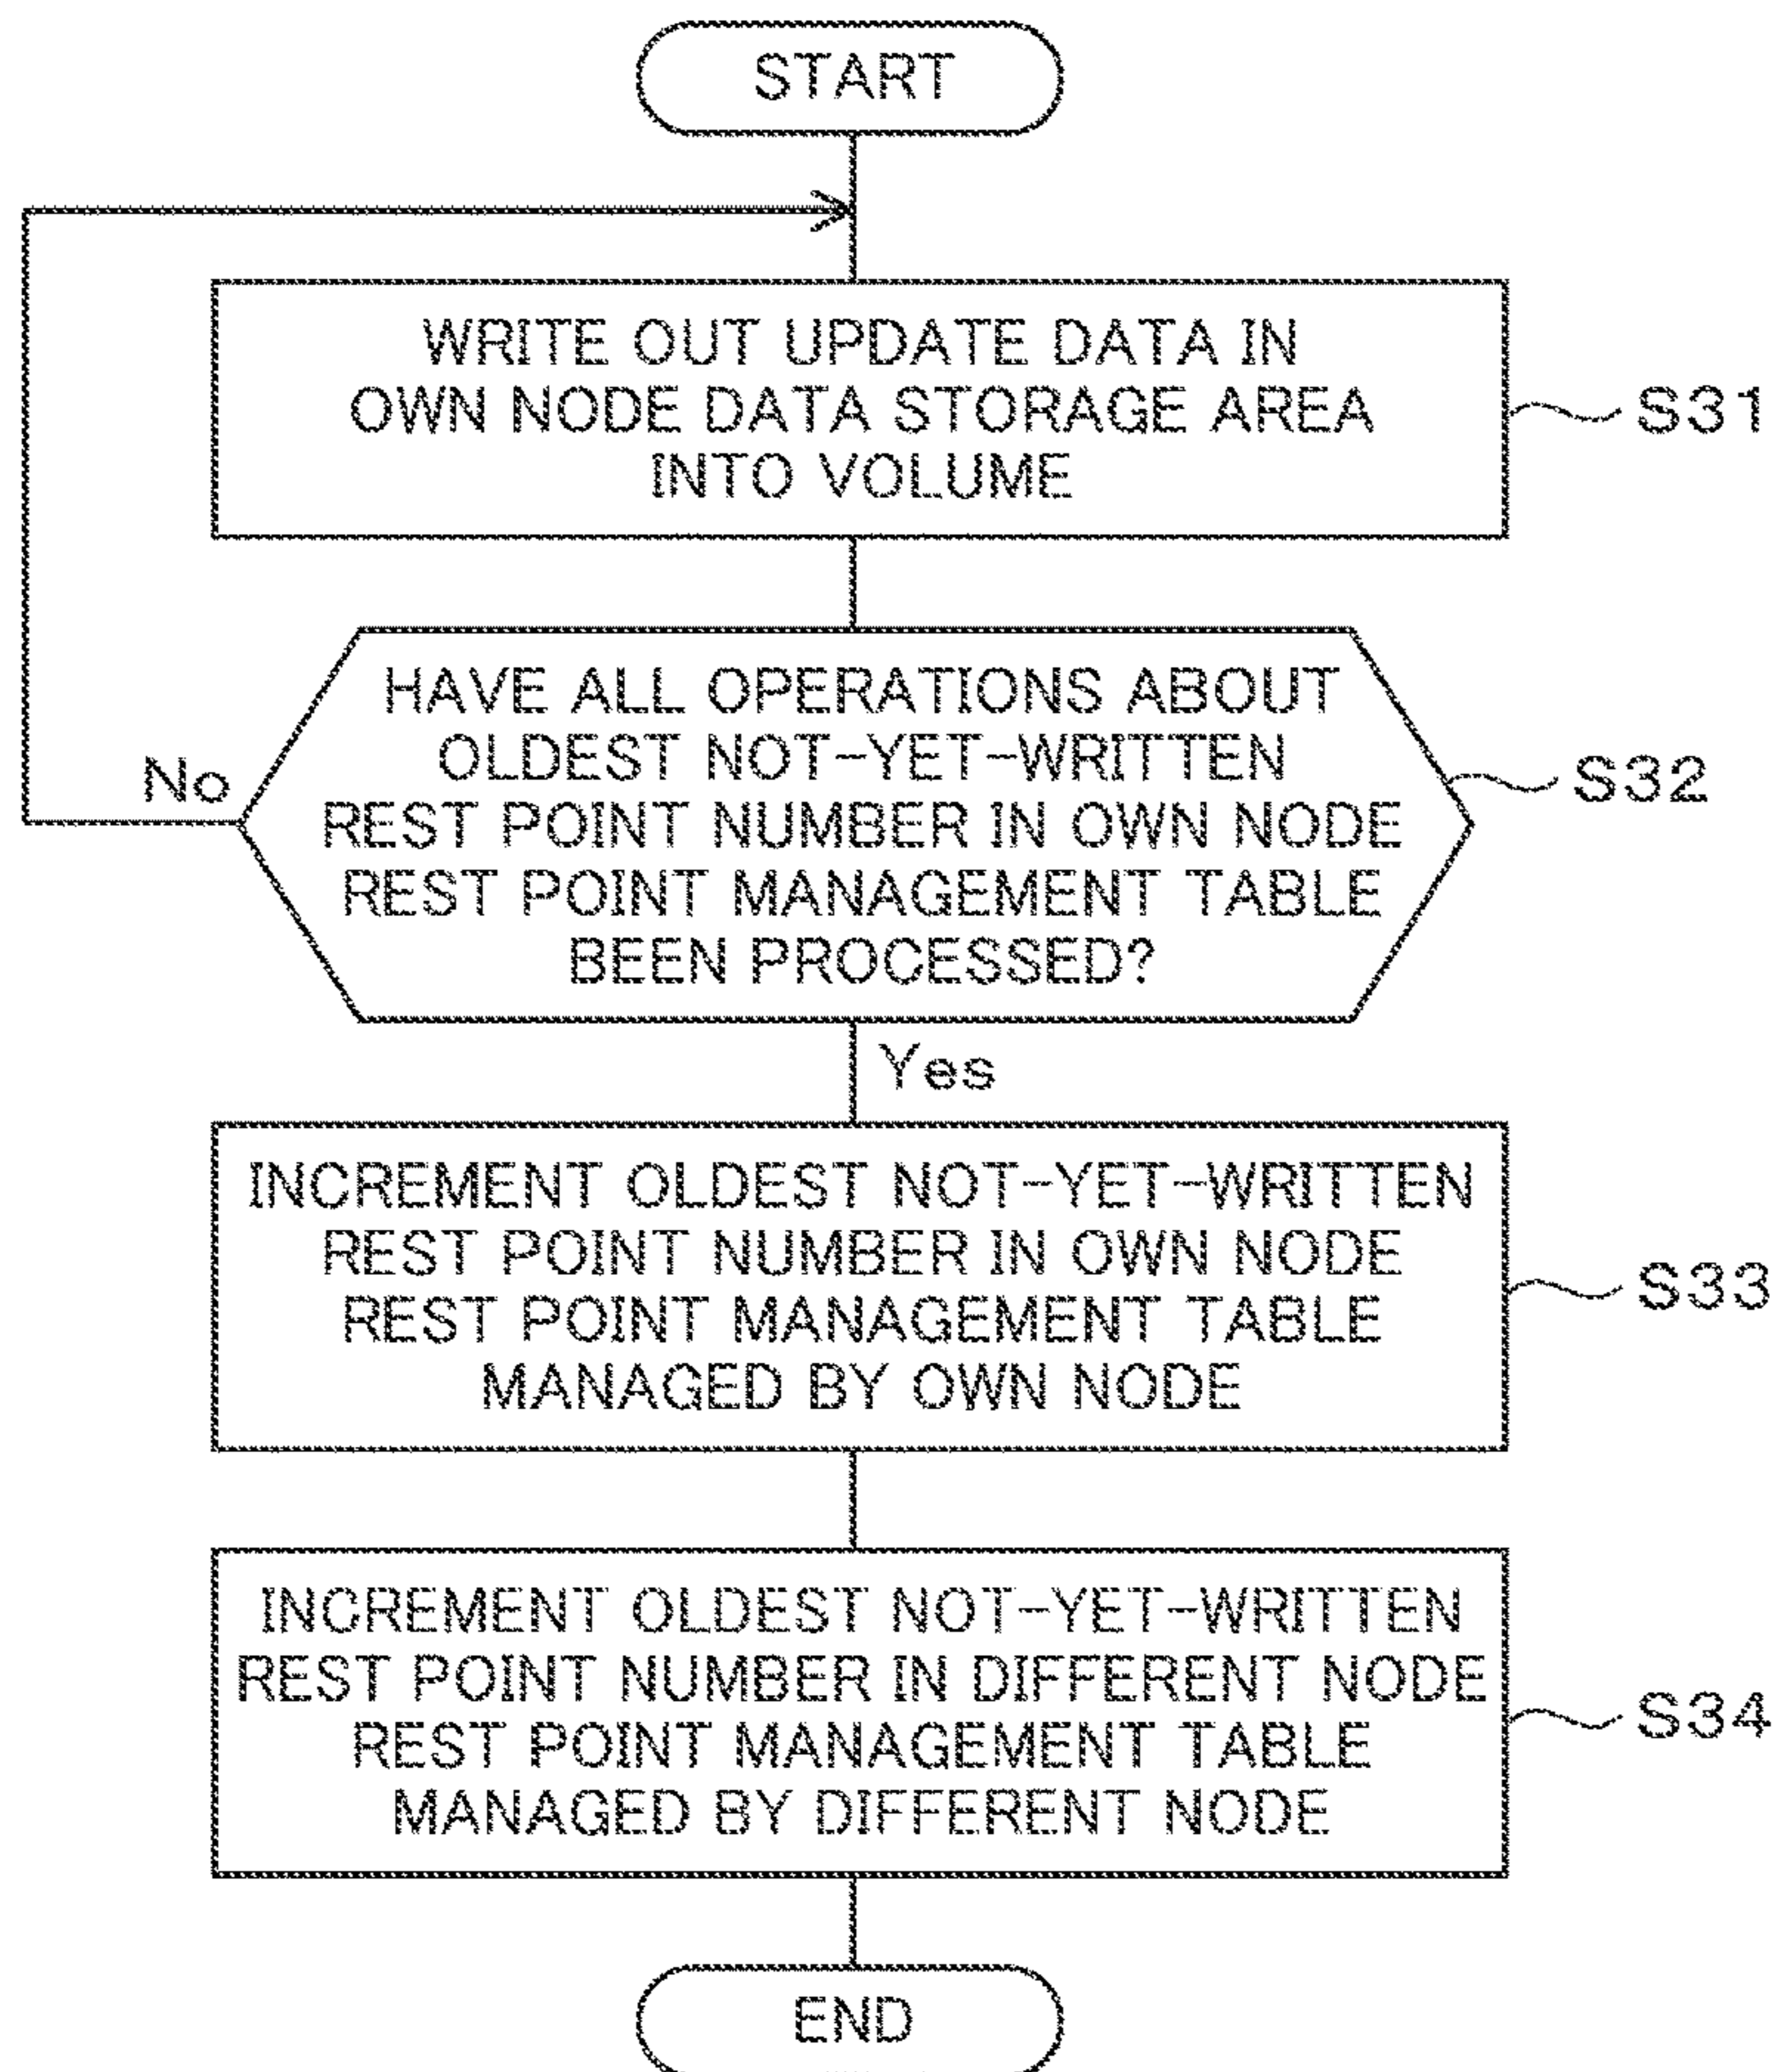 START
WRITE OUT UPDATE DATA IN
OWN NODE DATA STORAGE AREA
INTO VOLUME
S31
HAVE ALL OPERATIONS ABOUT
OLDEST NOT-YET-WRITTEN
REST POINT NUMBER IN OWN NODE
REST POINT MANAGEMENT TABLE
BEEN PROCESSED?
S32
No
Yes
INCREMENT OLDEST NOT-YET-WRITTEN
REST POINT NUMBER IN OWN NODE
REST POINT MANAGEMENT TABLE
MANAGED BY OWN NODE
S33
INCREMENT OLDEST NOT-YET-WRITTEN
REST POINT NUMBER IN DIFFERENT NODE
REST POINT MANAGEMENT TABLE
MANAGED BY DIFFERENT NODE
S34
END